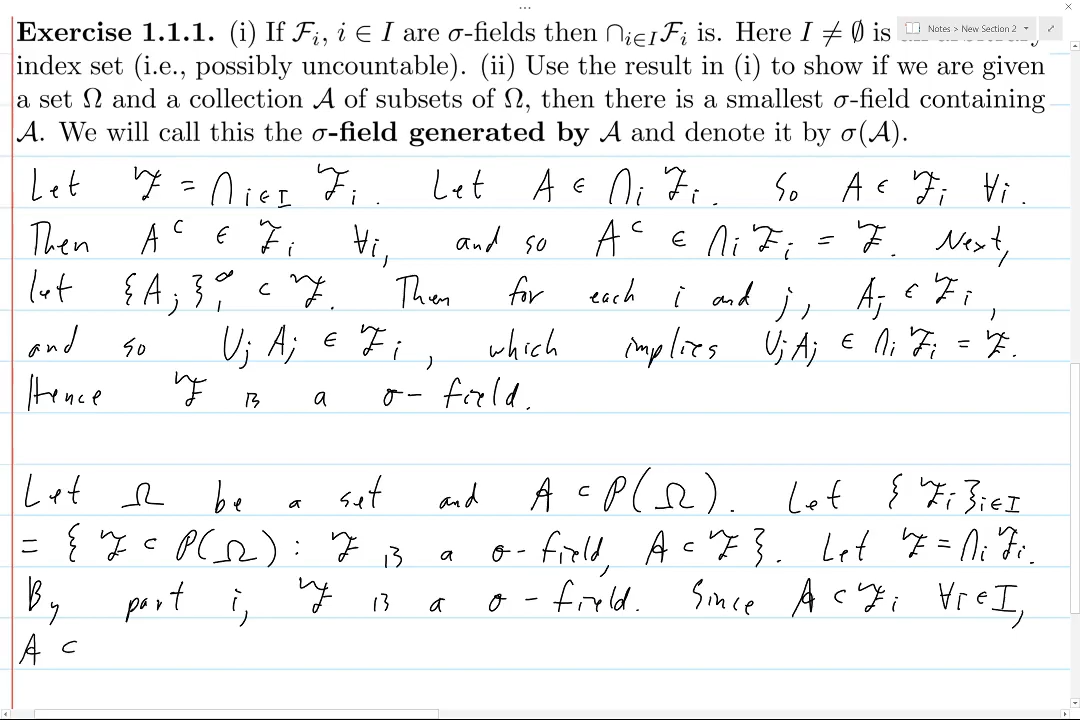 ...
Notes > New Section 2
Exercise 1.1.1. (i) If ℱᵢ, i ∈ I are σ-fields then ∩_{i∈I}ℱᵢ is. Here I ≠ ∅ is
index set (i.e., possibly uncountable). (ii) Use the result in (i) to show if we are given
a set Ω and a collection 𝒜 of subsets of Ω, then there is a smallest σ-field containing
𝒜. We will call this the σ-field generated by 𝒜 and denote it by σ(𝒜).
Let ℱ = ∩_{i∈I} ℱᵢ. Let A ∈ ∩ᵢ ℱᵢ. So A ∈ ℱᵢ ∀i.
Then Aᶜ ∈ ℱᵢ ∀i, and so Aᶜ ∈ ∩ᵢ ℱᵢ = ℱ. Next,
let {Aⱼ}₁^∞ ⊂ ℱ. Then for each i and j, Aⱼ ∈ ℱᵢ,
and so ∪ⱼ Aⱼ ∈ ℱᵢ, which implies ∪ⱼAⱼ ∈ ∩ᵢ ℱᵢ = ℱ.
Hence ℱ is a σ-field.
Let Ω be a set and A ⊂ P(Ω). Let {ℱᵢ}_{i∈I}
= {ℱ ⊂ P(Ω) : ℱ is a σ-field, A ⊂ ℱ}. Let ℱ = ∩ᵢ ℱᵢ.
By part i, ℱ is a σ-field. Since A ⊂ ℱᵢ ∀i∈I,
A ⊂